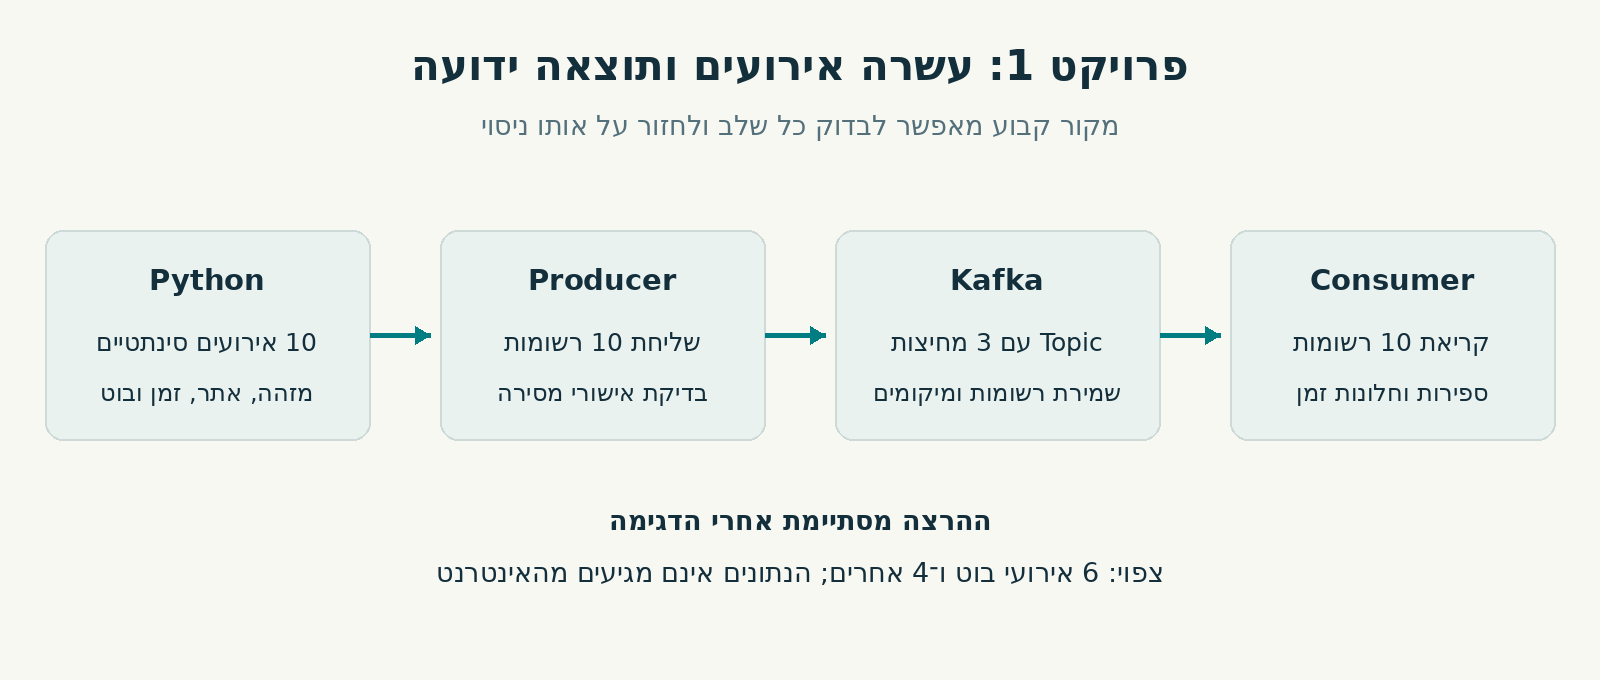 פרויקט 1: עשרה אירועים ותוצאה ידועה
מקור קבוע מאפשר לבדוק כל שלב ולחזור על אותו ניסוי
Python
10 אירועים סינתטיים
מזהה, אתר, זמן ובוט
Producer
שליחת 10 רשומות
בדיקת אישורי מסירה
Kafka
Topic עם 3 מחיצות
שמירת רשומות ומיקומים
Consumer
קריאת 10 רשומות
ספירות וחלונות זמן
ההרצה מסתיימת אחרי הדגימה
צפוי: 6 אירועי בוט ו־4 אחרים; הנתונים אינם מגיעים מהאינטרנט